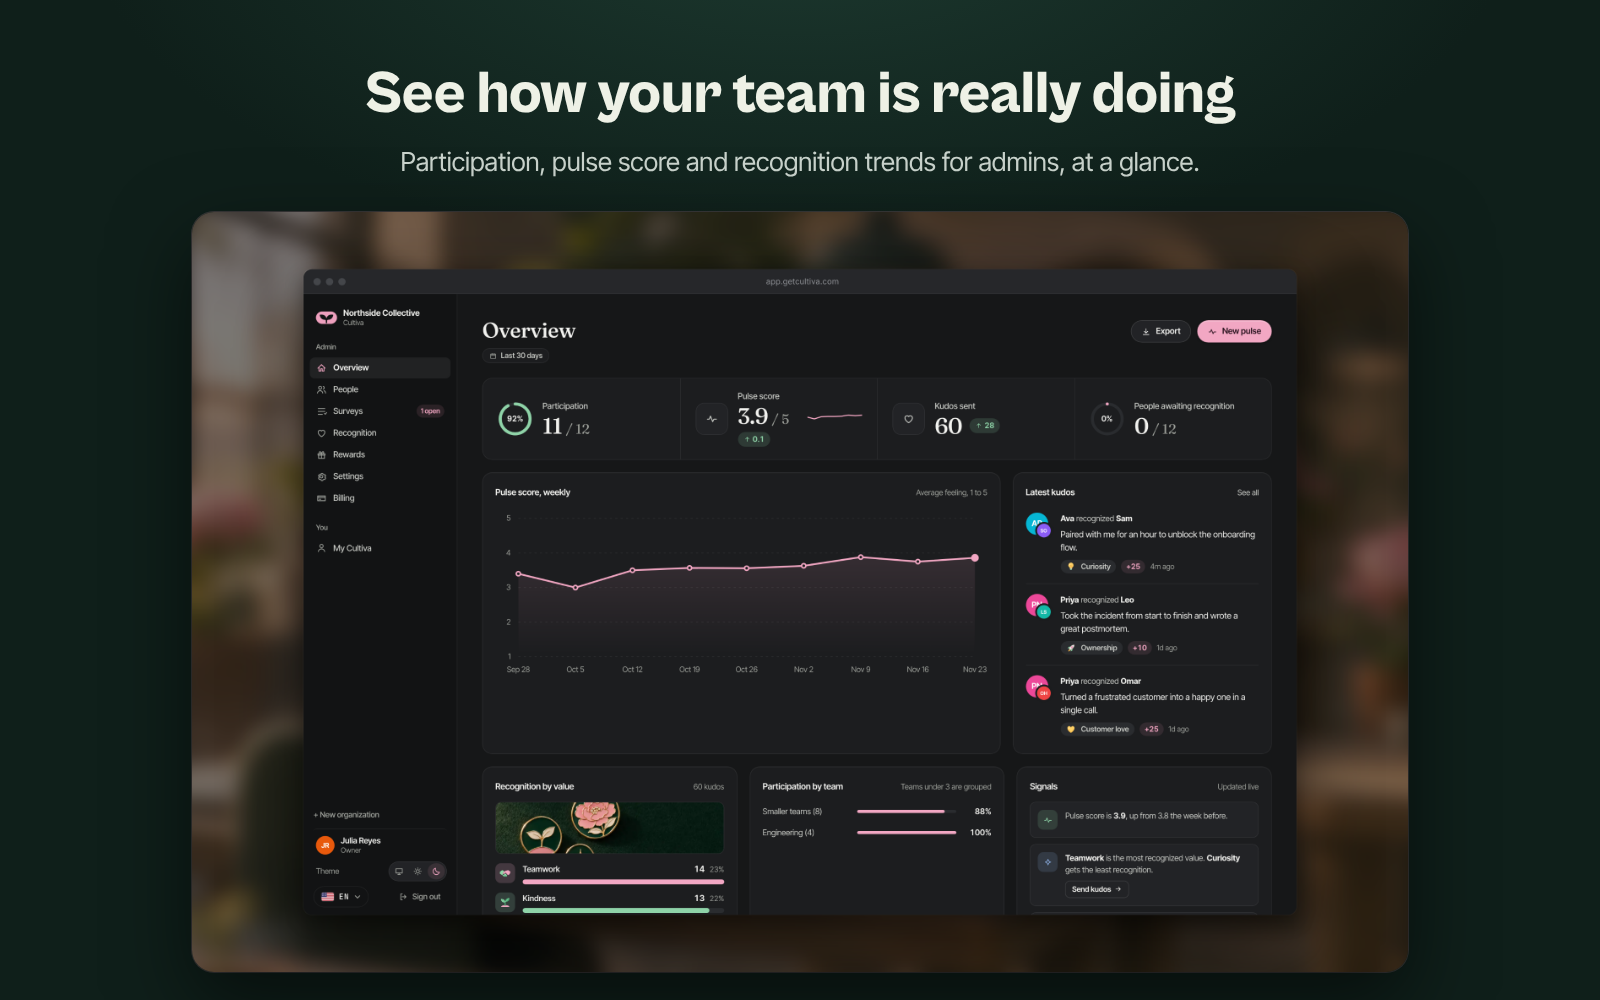 See how your team is really doing
Participation, pulse score and recognition trends for admins, at a glance.
app.getcultiva.com
Northside Collective
Cultiva
Admin
Overview
People
Surveys
1 open
Recognition
Rewards
Settings
Billing
You
My Cultiva
+ New organization
JR
Julia Reyes
Owner
Theme
EN
Sign out
Overview
Last 30 days
Export
New pulse
92%
Participation
11 / 12
Pulse score
3.9 / 5
↑ 0.1
Kudos sent
60
↑ 28
0%
People awaiting recognition
0 / 12
Pulse score, weekly
Average feeling, 1 to 5
5
4
3
2
1
Sep 28
Oct 5
Oct 12
Oct 19
Oct 26
Nov 2
Nov 9
Nov 16
Nov 23
Latest kudos
See all
Ava recognized Sam
Paired with me for an hour to unblock the onboarding
flow.
Curiosity
+25
4m ago
Priya recognized Leo
Took the incident from start to finish and wrote a
great postmortem.
Ownership
+10
1d ago
Priya recognized Omar
Turned a frustrated customer into a happy one in a
single call.
Customer love
+25
1d ago
Recognition by value
60 kudos
Teamwork
14 23%
Kindness
13 22%
Participation by team
Teams under 3 are grouped
Smaller teams (8)
88%
Engineering (4)
100%
Signals
Updated live
Pulse score is 3.9, up from 3.8 the week before.
Teamwork is the most recognized value. Curiosity
gets the least recognition.
Send kudos →